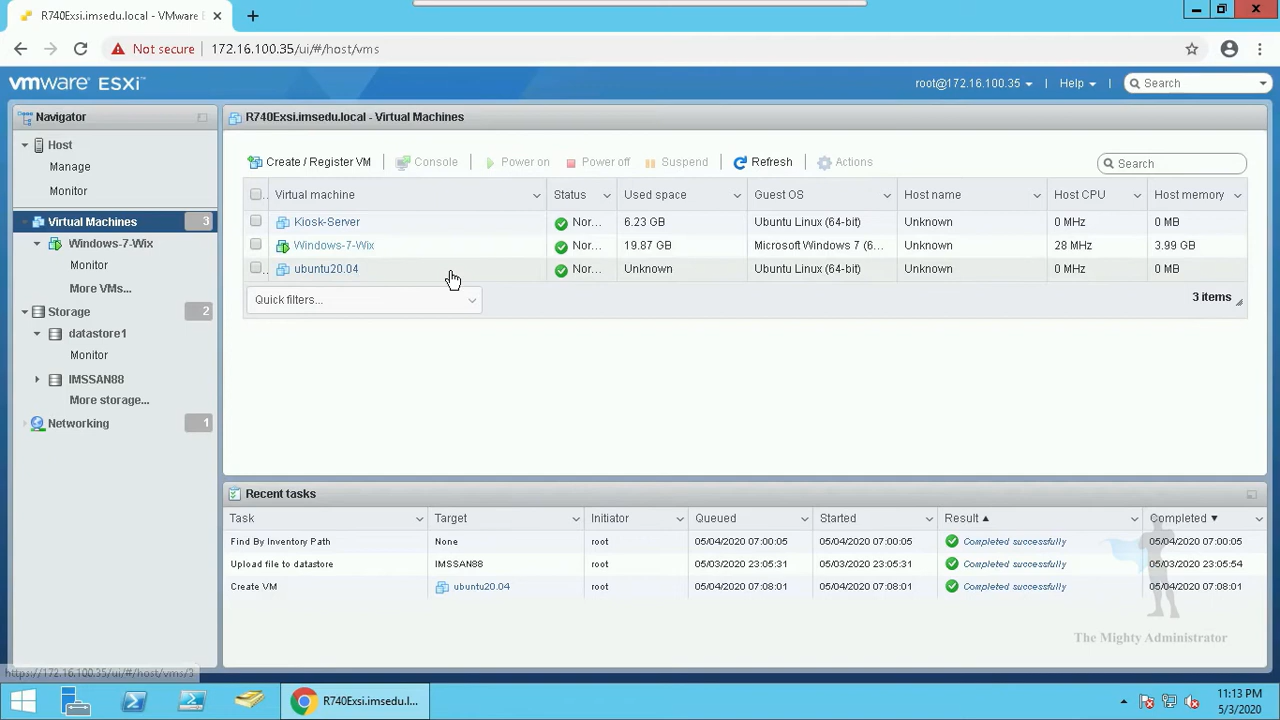 R740Exsi.imsedu.local - VMware
Not secure 172.16.100.35/ui/#/host/vms
vmware ESXi
root@172.16.100.35 Help Search
Navigator
Host
Manage
Monitor
Virtual Machines 3
Windows-7-Wix
Monitor
More VMs...
Storage 2
datastore1
Monitor
IMSSAN88
More storage...
Networking 1
R740Exsi.imsedu.local - Virtual Machines
Create / Register VM Console Power on Power off Suspend Refresh Actions Search
Virtual machine Status Used space Guest OS Host name Host CPU Host memory
Kiosk-Server Nor... 6.23 GB Ubuntu Linux (64-bit) Unknown 0 MHz 0 MB
Windows-7-Wix Nor... 19.87 GB Microsoft Windows 7 (6... Unknown 28 MHz 3.99 GB
ubuntu20.04 Nor... Unknown Ubuntu Linux (64-bit) Unknown 0 MHz 0 MB
Quick filters... 3 items
Recent tasks
Task Target Initiator Queued Started Result Completed
Find By Inventory Path None root 05/04/2020 07:00:05 05/04/2020 07:00:05 Completed successfully 05/04/2020 07:00:05
Upload file to datastore IMSSAN88 root 05/03/2020 23:05:31 05/03/2020 23:05:31 Completed successfully 05/03/2020 23:05:54
Create VM ubuntu20.04 root 05/04/2020 07:08:01 05/04/2020 07:08:01 Completed successfully 05/04/2020 07:08:01
The Mighty Administrator
https://172.16.100.35/ui/#/host/vms/3
R740Exsi.imsedu.l...
11:13 PM
5/3/2020